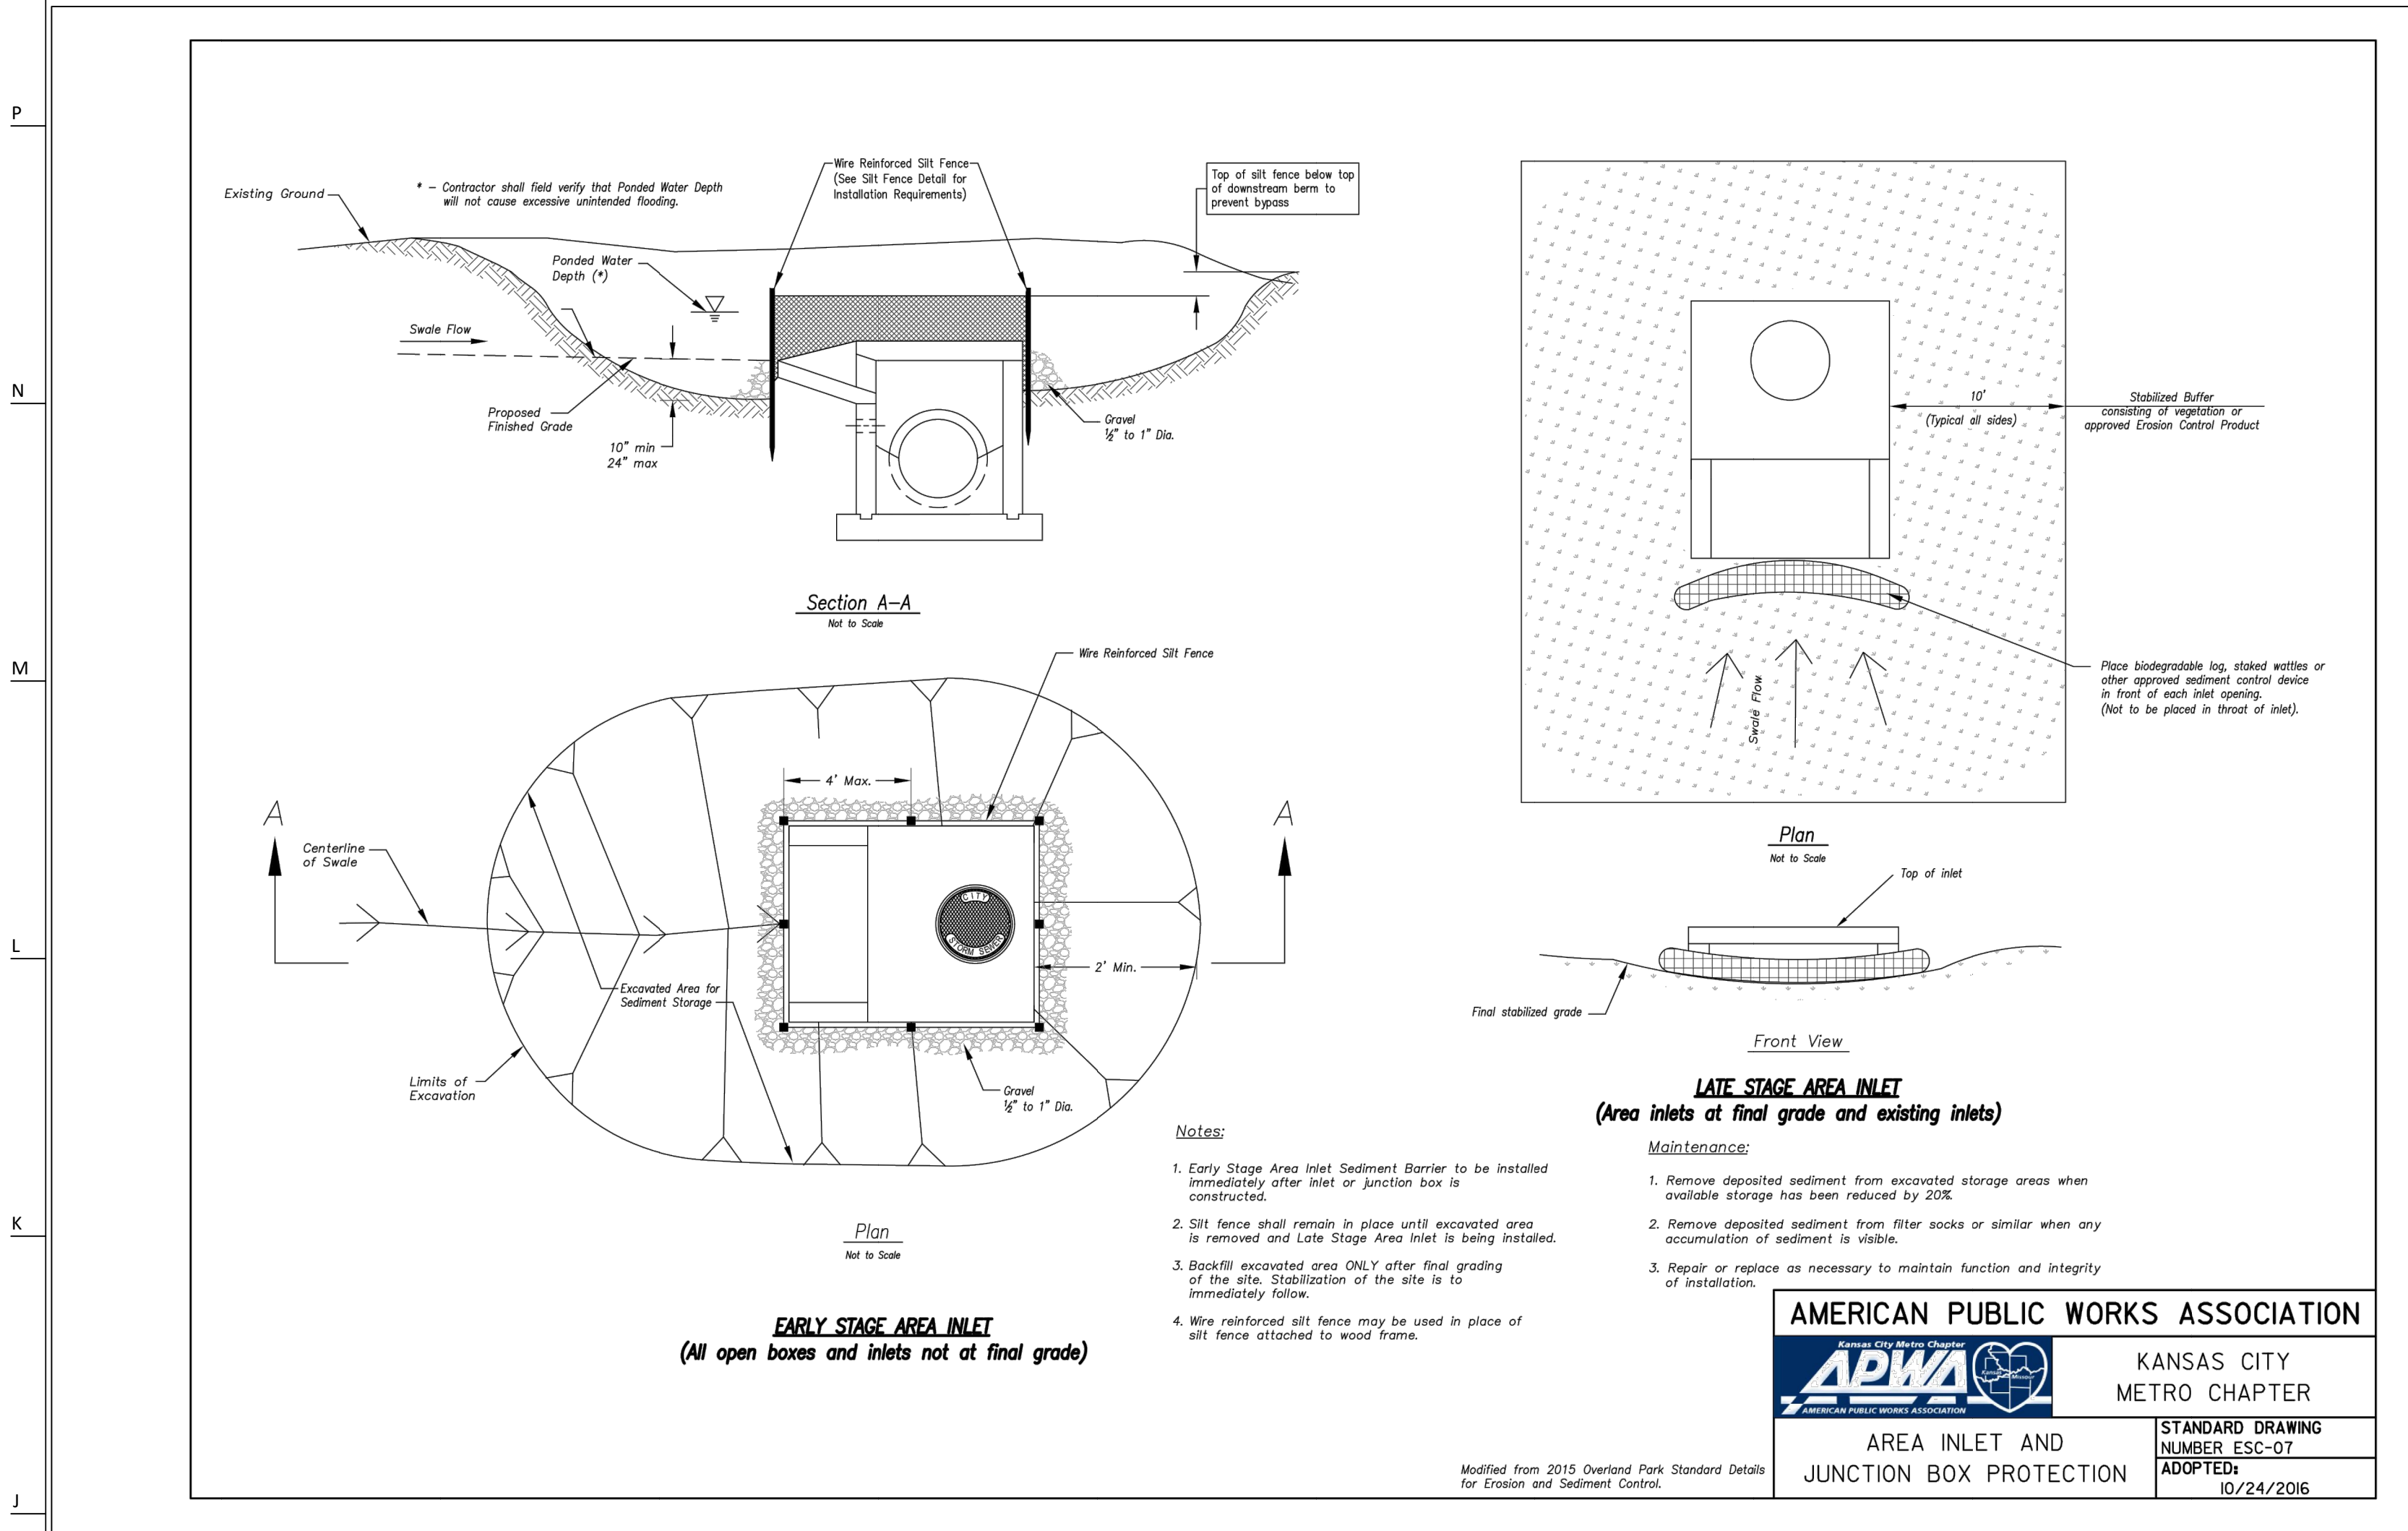 P
N
M
L
K
J
Existing Ground
* – Contractor shall field verify that Ponded Water Depth
will not cause excessive unintended flooding.
Wire Reinforced Silt Fence
(See Silt Fence Detail for
Installation Requirements)
Top of silt fence below top
of downstream berm to
prevent bypass
Ponded Water
Depth (*)
Swale Flow
Proposed
Finished Grade
10" min
24" max
Gravel
½" to 1" Dia.
Section A–A
Not to Scale
Wire Reinforced Silt Fence
4' Max.
A
A
Centerline
of Swale
CITY
STORM SEWER
2' Min.
Excavated Area for
Sediment Storage
Limits of
Excavation
Gravel
½" to 1" Dia.
Plan
Not to Scale
EARLY STAGE AREA INLET
(All open boxes and inlets not at final grade)
10'
(Typical all sides)
Stabilized Buffer
consisting of vegetation or
approved Erosion Control Product
Swale Flow
Place biodegradable log, staked wattles or
other approved sediment control device
in front of each inlet opening.
(Not to be placed in throat of inlet).
Plan
Not to Scale
Top of inlet
Final stabilized grade
Front View
LATE STAGE AREA INLET
(Area inlets at final grade and existing inlets)
Notes:
1. Early Stage Area Inlet Sediment Barrier to be installed
immediately after inlet or junction box is
constructed.
2. Silt fence shall remain in place until excavated area
is removed and Late Stage Area Inlet is being installed.
3. Backfill excavated area ONLY after final grading
of the site. Stabilization of the site is to
immediately follow.
4. Wire reinforced silt fence may be used in place of
silt fence attached to wood frame.
Maintenance:
1. Remove deposited sediment from excavated storage areas when
available storage has been reduced by 20%.
2. Remove deposited sediment from filter socks or similar when any
accumulation of sediment is visible.
3. Repair or replace as necessary to maintain function and integrity
of installation.
Modified from 2015 Overland Park Standard Details
for Erosion and Sediment Control.
AMERICAN PUBLIC WORKS ASSOCIATION
Kansas City Metro Chapter
APWA
Kansas
Missouri
AMERICAN PUBLIC WORKS ASSOCIATION
KANSAS CITY
METRO CHAPTER
AREA INLET AND
JUNCTION BOX PROTECTION
STANDARD DRAWING
NUMBER ESC-07
ADOPTED:
10/24/2016